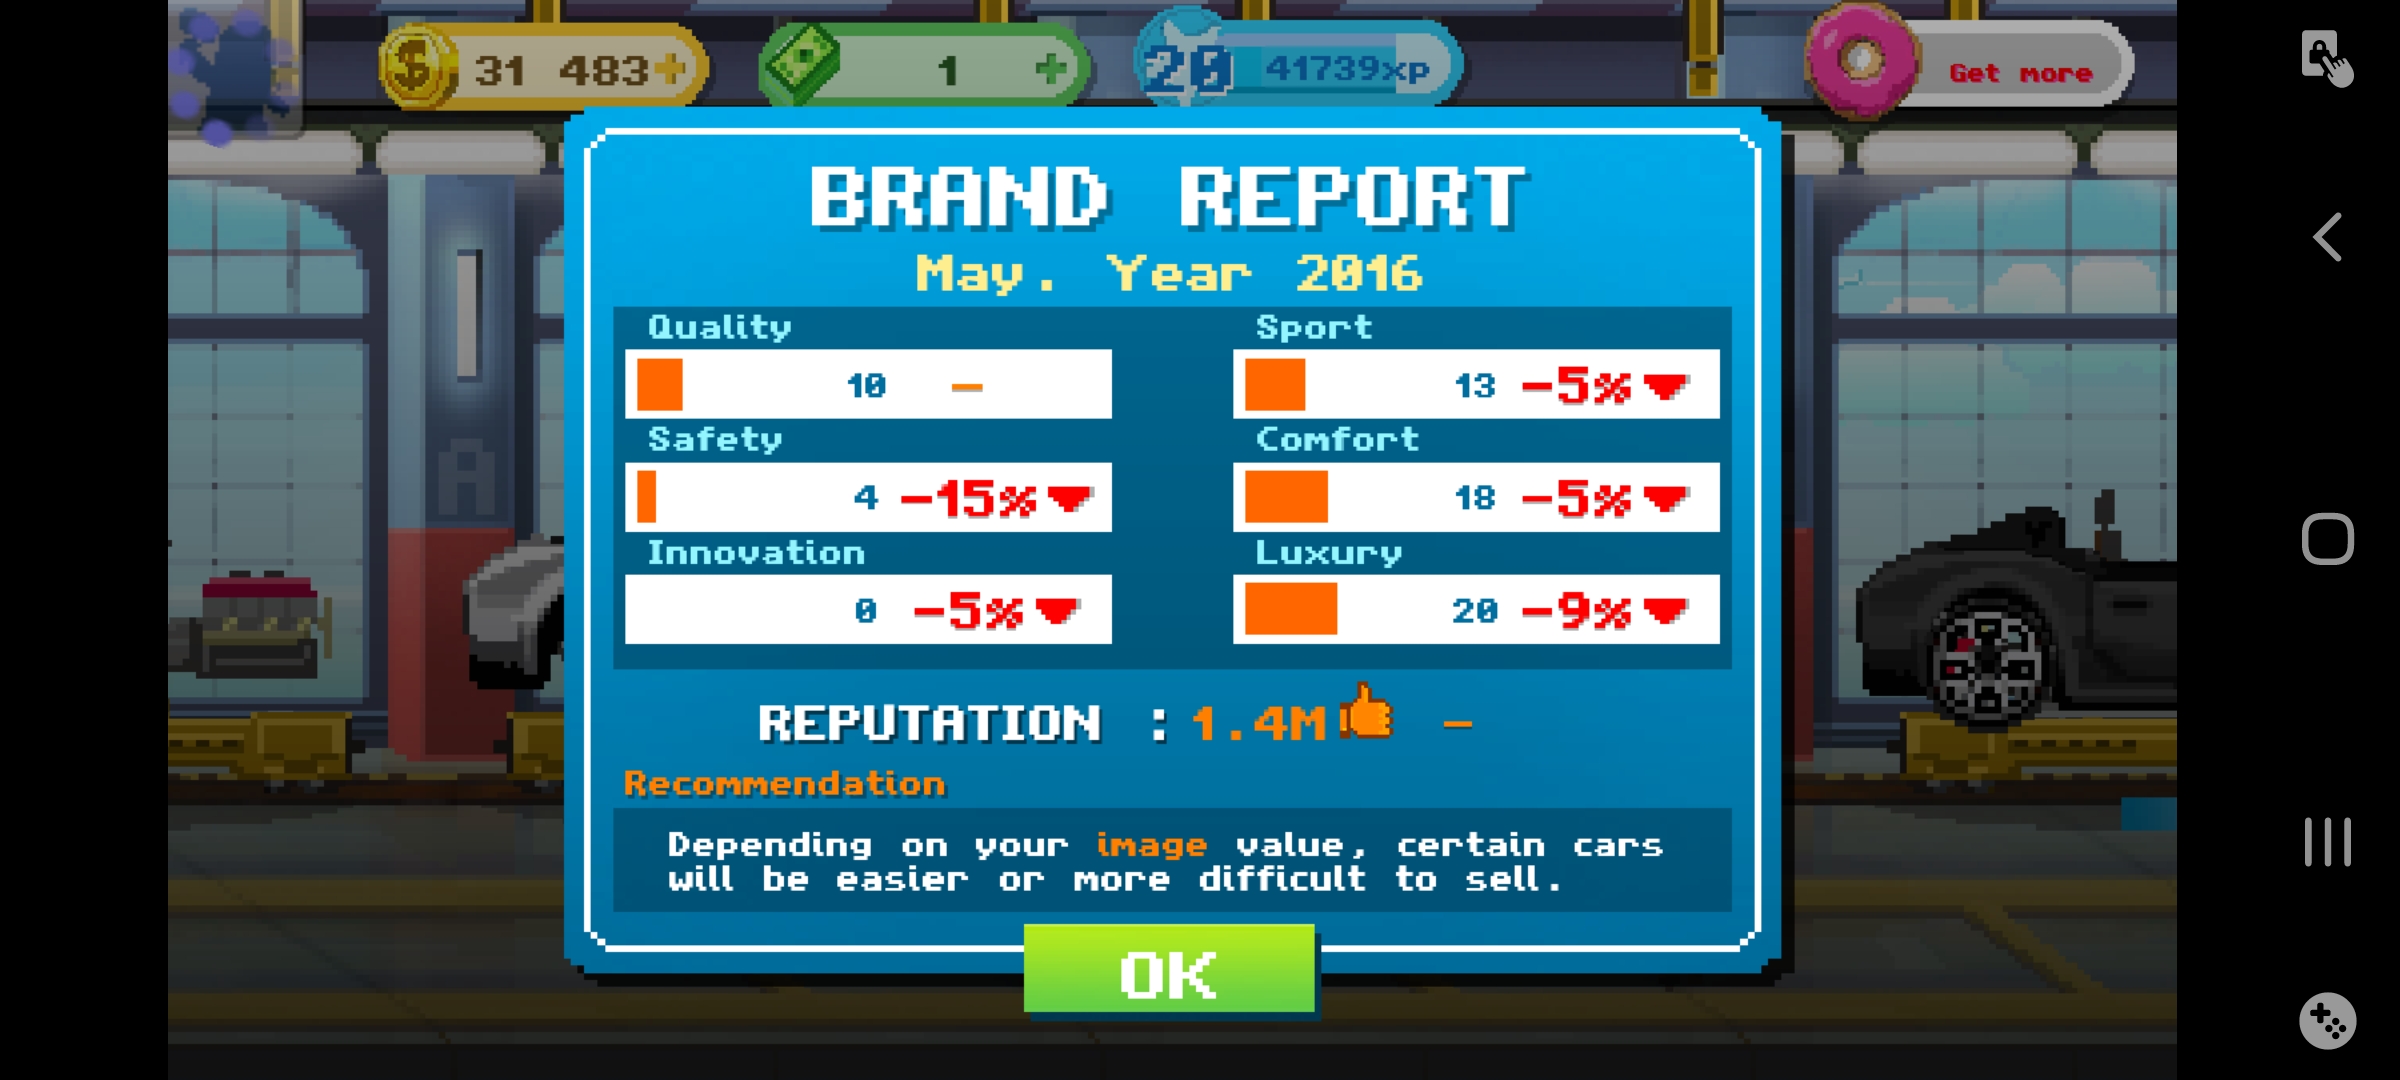 31 483 +
1 +
20 41739xp
Get more
BRAND REPORT
May. Year 2016
Quality
10 -
Sport
13 -5%
Safety
4 -15%
Comfort
18 -5%
Innovation
0 -5%
Luxury
20 -9%
REPUTATION : 1.4M -
Recommendation
Depending on your image value, certain cars
will be easier or more difficult to sell.
OK
A